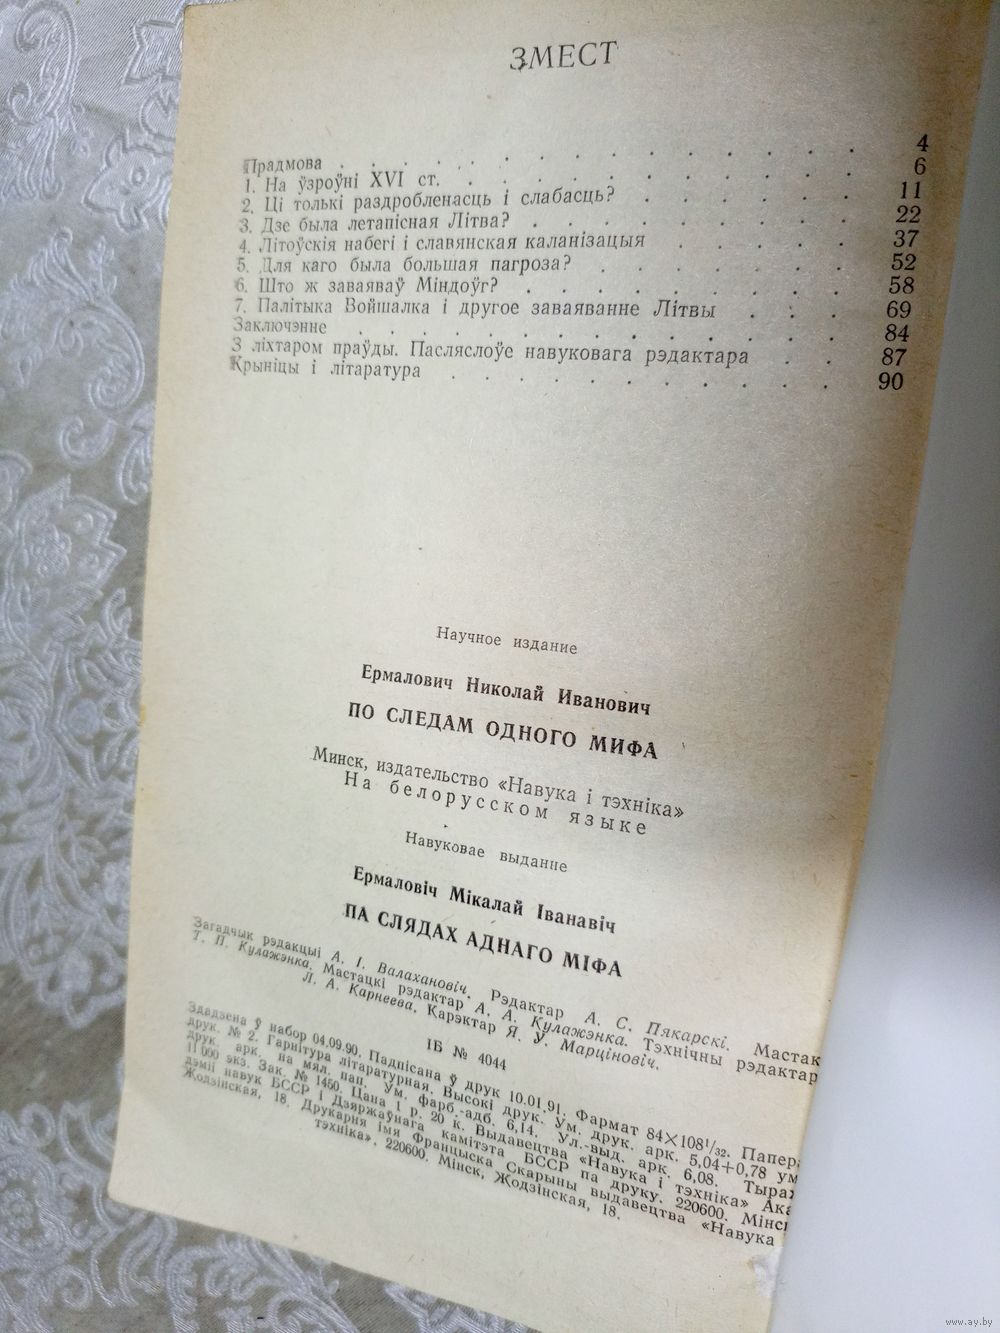 ЗМЕСТ
Прадмова . . . . . . . . . . . . . 4
1. На ўзроўні XVI ст. . . . . . . . . . . 6
2. Ці толькі раздробленасць і слабасць? . . . . . . 11
3. Дзе была летапісная Літва? . . . . . . . . 22
4. Літоўскія набегі і славянская каланізацыя . . . . . 37
5. Для каго была большая пагроза? . . . . . . . 52
6. Што ж заваяваў Міндоўг? . . . . . . . . 58
7. Палітыка Войшалка і другое заваяванне Літвы . . . 69
Заключэнне . . . . . . . . . . . . 84
З ліхтаром праўды. Пасляслоўе навуковага рэдактара . . 87
Крыніцы і літаратура . . . . . . . . . . 90
Научное издание
Ермалович Николай Иванович
ПО СЛЕДАМ ОДНОГО МИФА
Минск, издательство «Навука і тэхніка»
На белорусском языке
Навуковае выданне
Ермаловіч Мікалай Іванавіч
ПА СЛЯДАХ АДНАГО МІФА
Загадчык рэдакцыі А. І. Валахановіч. Рэдактар А. С. Пякарскі. Мастак
Т. П. Кулажэнка. Мастацкі рэдактар А. А. Кулажэнка. Тэхнічны рэдактар
Л. А. Карнеева. Карэктар Я. У. Марціновіч.
ІБ № 4044
Здадзена ў набор 04.09.90. Падпісана ў друк 10.01.91. Фармат 84×108 1/32. Папера
друк. № 2. Гарнітура літаратурная. Высокі друк. Ум. друк. арк. 5,04+0,78 ум.
друк. арк. на мял. пап. Ум. фарб.-адб. 6,14. Ул.-выд. арк. 6,08. Тыраж
11 000 экз. Зак. № 1450. Цана 1 р. 20 к. Выдавецтва «Навука і тэхніка» Ака-
дэміі навук БССР і Дзяржаўнага камітэта БССР па друку. 220600. Мінск,
Жодзінская, 18. Друкарня імя Францыска Скарыны выдавецтва «Навука
тэхніка». 220600. Мінск, Жодзінская, 18.
www.ay.by